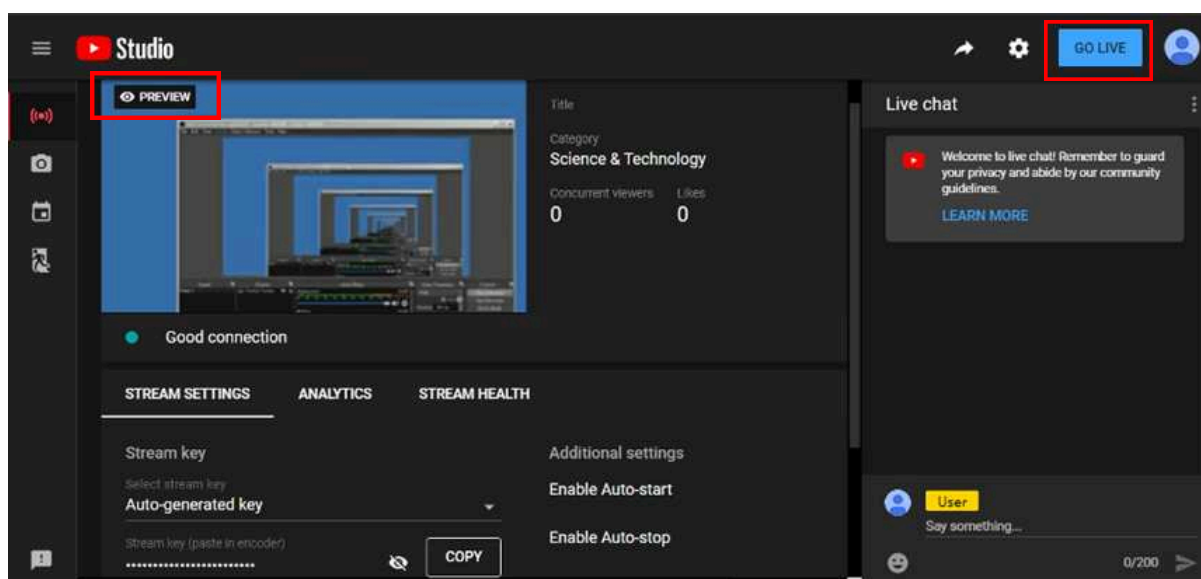 Studio
GO LIVE
PREVIEW
Title
Category
Science & Technology
Concurrent viewers Likes
0 0
Good connection
STREAM SETTINGS ANALYTICS STREAM HEALTH
Stream key
Select stream key
Auto-generated key
Stream key (paste in encoder)
························
COPY
Additional settings
Enable Auto-start
Enable Auto-stop
Live chat
Welcome to live chat! Remember to guard
your privacy and abide by our community
guidelines.
LEARN MORE
User
Say something...
0/200